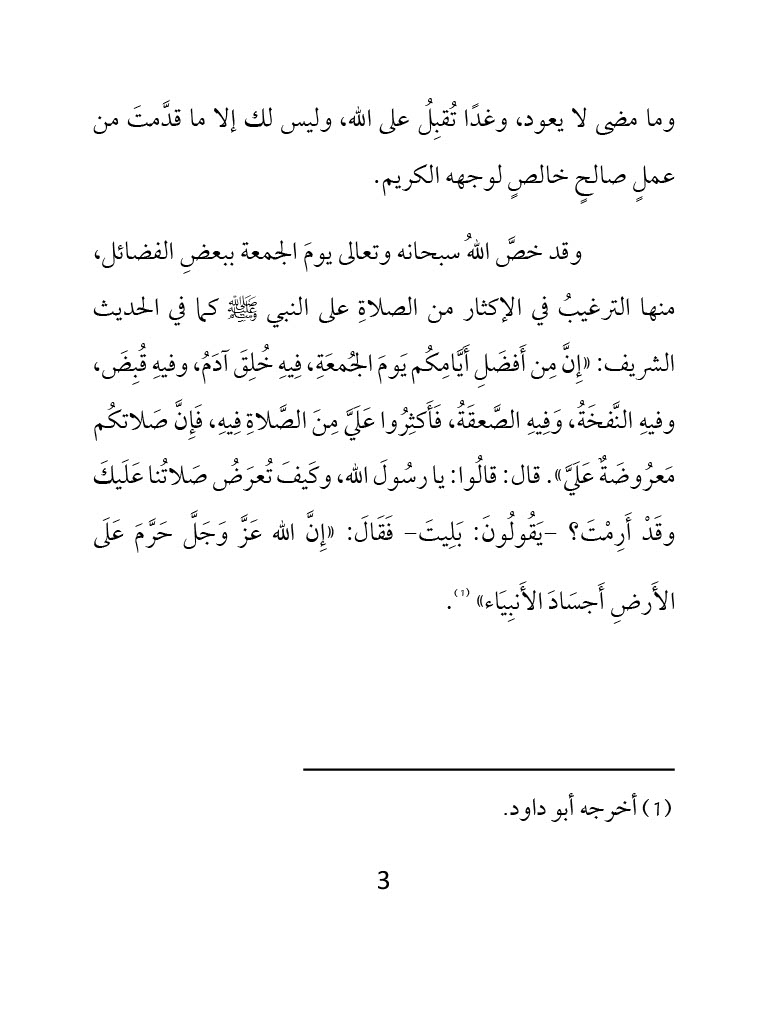 وما مضى لا يعود، وغدًا تُقبِلُ على الله، وليس لك إلا ما قدَّمتَ من
عملٍ صالحٍ خالصٍ لوجهه الكريم.
وقد خصَّ اللهُ سبحانه وتعالى يومَ الجمعة ببعضِ الفضائل،
منها الترغيبُ في الإكثار من الصلاةِ على النبي ﷺ كما في الحديث
الشريف: «إِنَّ مِن أَفضَلِ أَيَّامِكُم يَومَ الجُمعَةِ، فِيهِ خُلِقَ آدَمُ، وفيهِ قُبِضَ،
وفيهِ النَّفخَةُ، وَفِيهِ الصَّعقَةُ، فَأَكثِرُوا عَلَيَّ مِنَ الصَّلاةِ فِيهِ، فَإِنَّ صَلاتكُم
مَعرُوضَةٌ عَلَيَّ». قال: قالُوا: يا رسُولَ الله، وكَيفَ تُعرَضُ صَلاتُنا عَلَيكَ
وقَدْ أَرِمْتَ؟ –يَقُولُونَ: بَلِيتَ– فَقَالَ: «إِنَّ الله عَزَّ وَجَلَّ حَرَّمَ عَلَى
الأَرضِ أَجسَادَ الأَنبِيَاء» (1).
(1) أخرجه أبو داود.
3